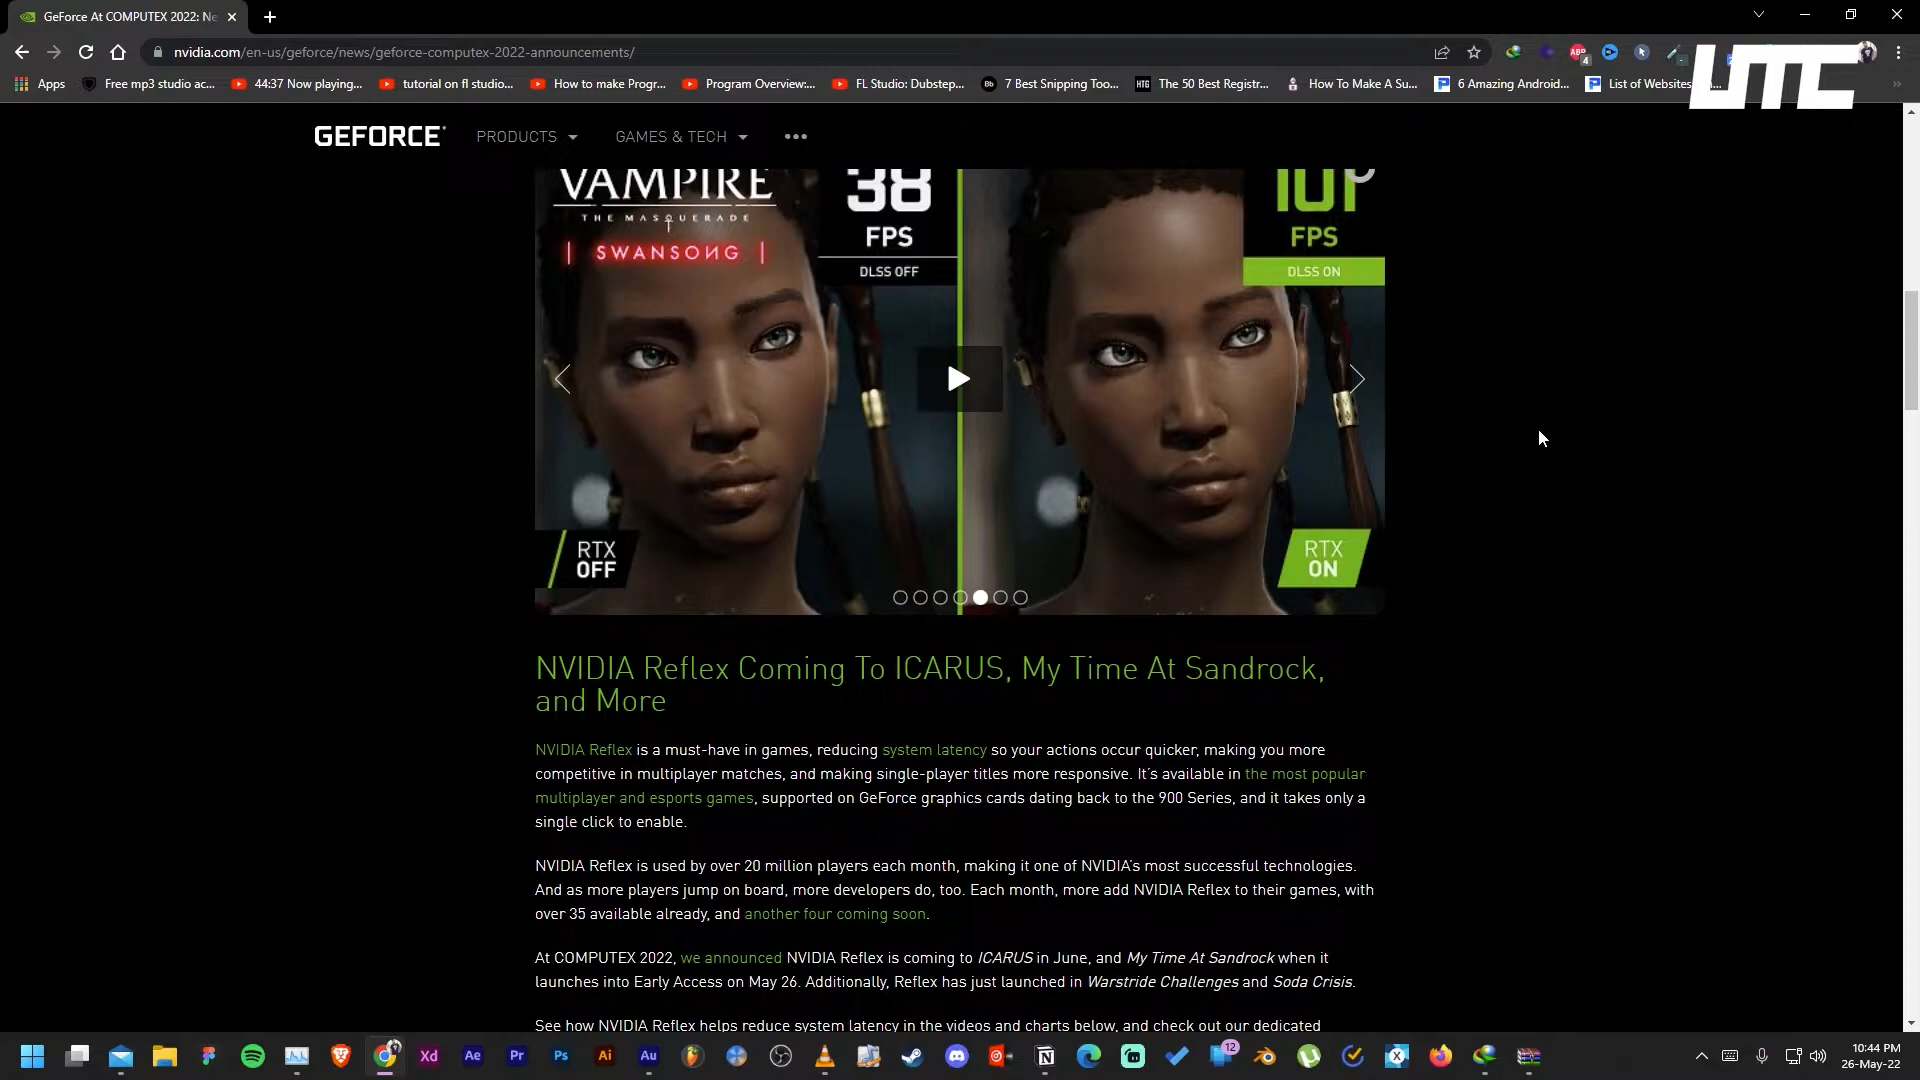 GeForce At COMPUTEX 2022: Ne
nvidia.com/en-us/geforce/news/geforce-computex-2022-announcements/
Apps
Free mp3 studio ac...
44:37 Now playing...
tutorial on fl studio...
How to make Progr...
Program Overview:...
FL Studio: Dubstep...
7 Best Snipping Too...
The 50 Best Registr...
How To Make A Su...
6 Amazing Android...
List of Websites
UTC
GEFORCE
PRODUCTS
GAMES & TECH
VAMPIRE
THE MASQUERADE
SWANSONG
38
FPS
DLSS OFF
101
FPS
DLSS ON
RTX
OFF
RTX
ON
NVIDIA Reflex Coming To ICARUS, My Time At Sandrock,
and More
NVIDIA Reflex is a must-have in games, reducing system latency so your actions occur quicker, making you more
competitive in multiplayer matches, and making single-player titles more responsive. It's available in the most popular
multiplayer and esports games, supported on GeForce graphics cards dating back to the 900 Series, and it takes only a
single click to enable.
NVIDIA Reflex is used by over 20 million players each month, making it one of NVIDIA's most successful technologies.
And as more players jump on board, more developers do, too. Each month, more add NVIDIA Reflex to their games, with
over 35 available already, and another four coming soon.
At COMPUTEX 2022, we announced NVIDIA Reflex is coming to ICARUS in June, and My Time At Sandrock when it
launches into Early Access on May 26. Additionally, Reflex has just launched in Warstride Challenges and Soda Crisis.
See how NVIDIA Reflex helps reduce system latency in the videos and charts below, and check out our dedicated
Xd
Ae
Pr
Ps
Ai
Au
12
10:44 PM
26-May-22